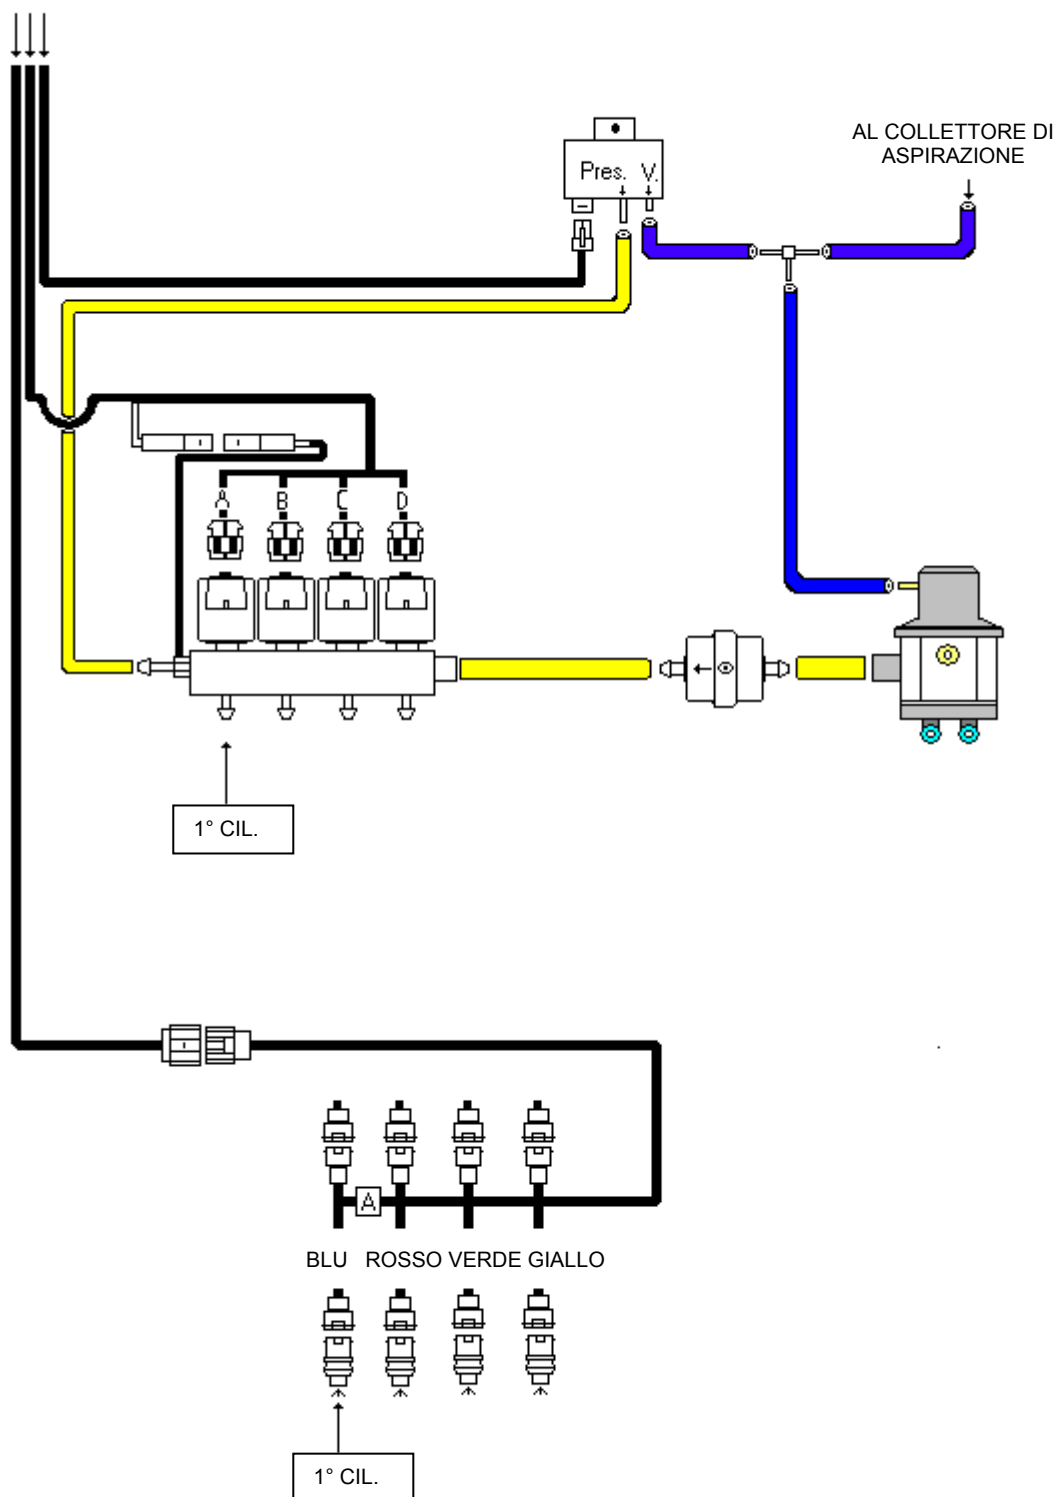 AL COLLETTORE DI
ASPIRAZIONE
Pres. V.
A B C D
1° CIL.
A
BLU ROSSO VERDE GIALLO
1° CIL.